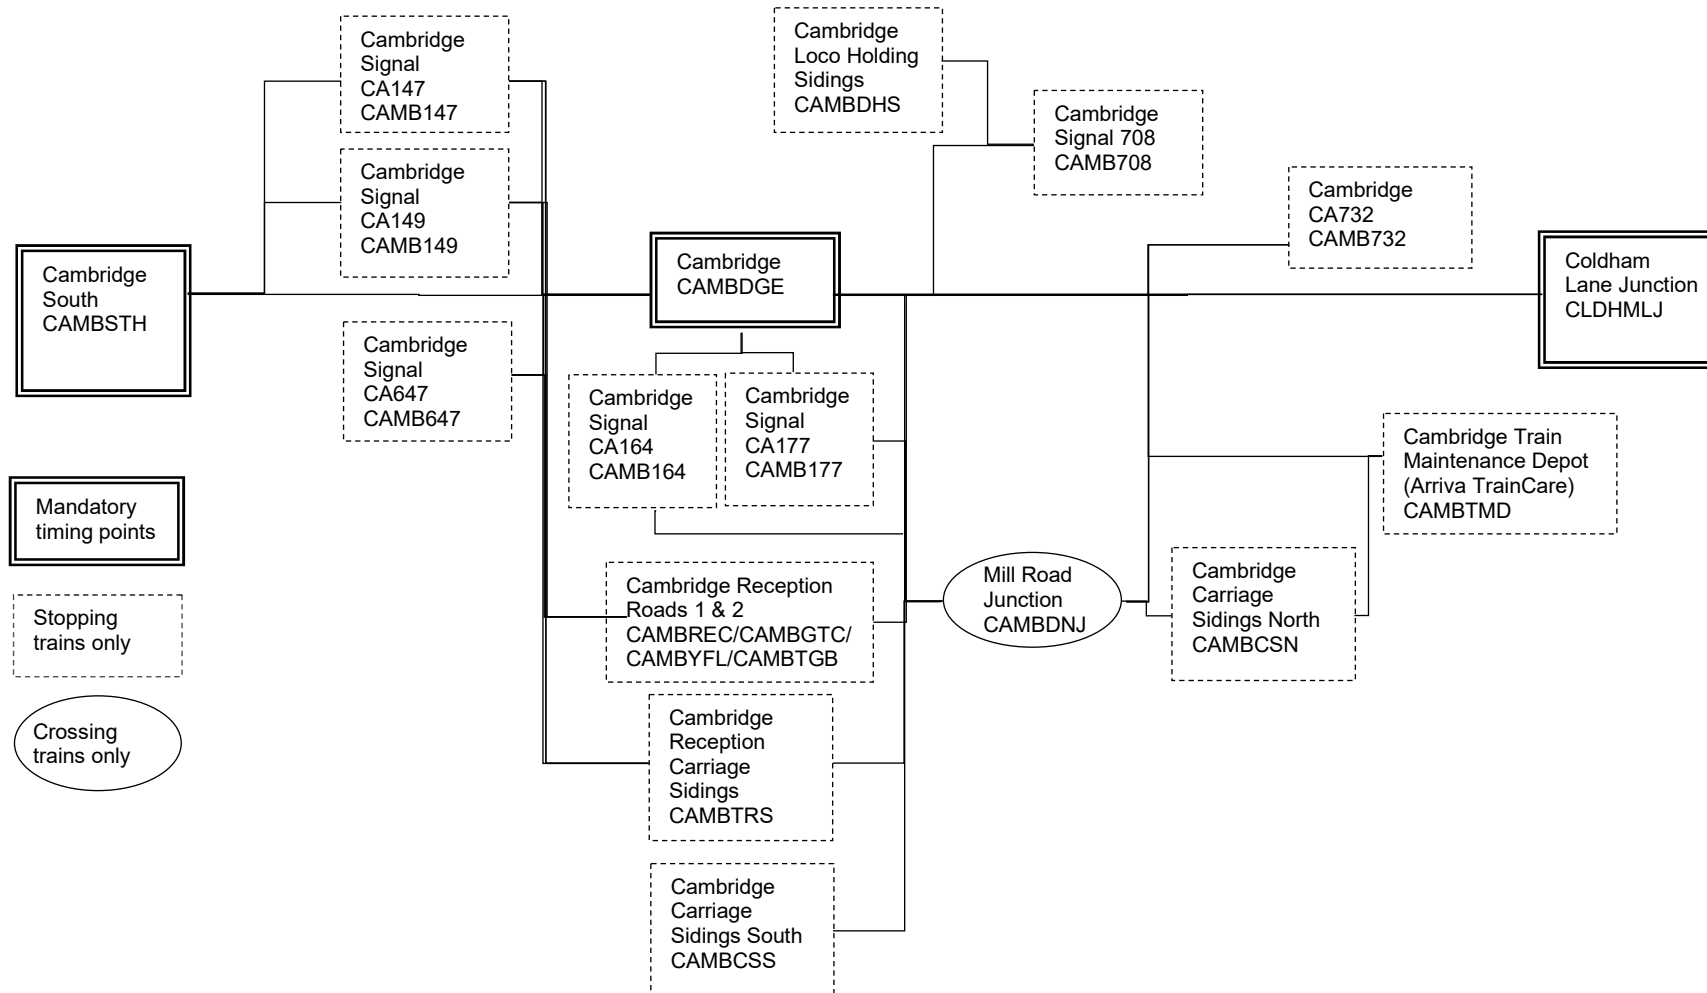 Cambridge
Signal
CA147
CAMB147
Cambridge
Loco Holding
Sidings
CAMBDHS
Cambridge
Signal 708
CAMB708
Cambridge
Signal
CA149
CAMB149
Cambridge
CA732
CAMB732
Cambridge
South
CAMBSTH
Cambridge
CAMBDGE
Coldham
Lane Junction
CLDHMLJ
Cambridge
Signal
CA647
CAMB647
Cambridge
Signal
CA164
CAMB164
Cambridge
Signal
CA177
CAMB177
Cambridge Train
Maintenance Depot
(Arriva TrainCare)
CAMBTMD
Mandatory
timing points
Cambridge Reception
Roads 1 & 2
CAMBREC/CAMBGTC/
CAMBYFL/CAMBTGB
Mill Road
Junction
CAMBDNJ
Cambridge
Carriage
Sidings North
CAMBCSN
Stopping
trains only
Cambridge
Reception
Carriage
Sidings
CAMBTRS
Crossing
trains only
Cambridge
Carriage
Sidings South
CAMBCSS